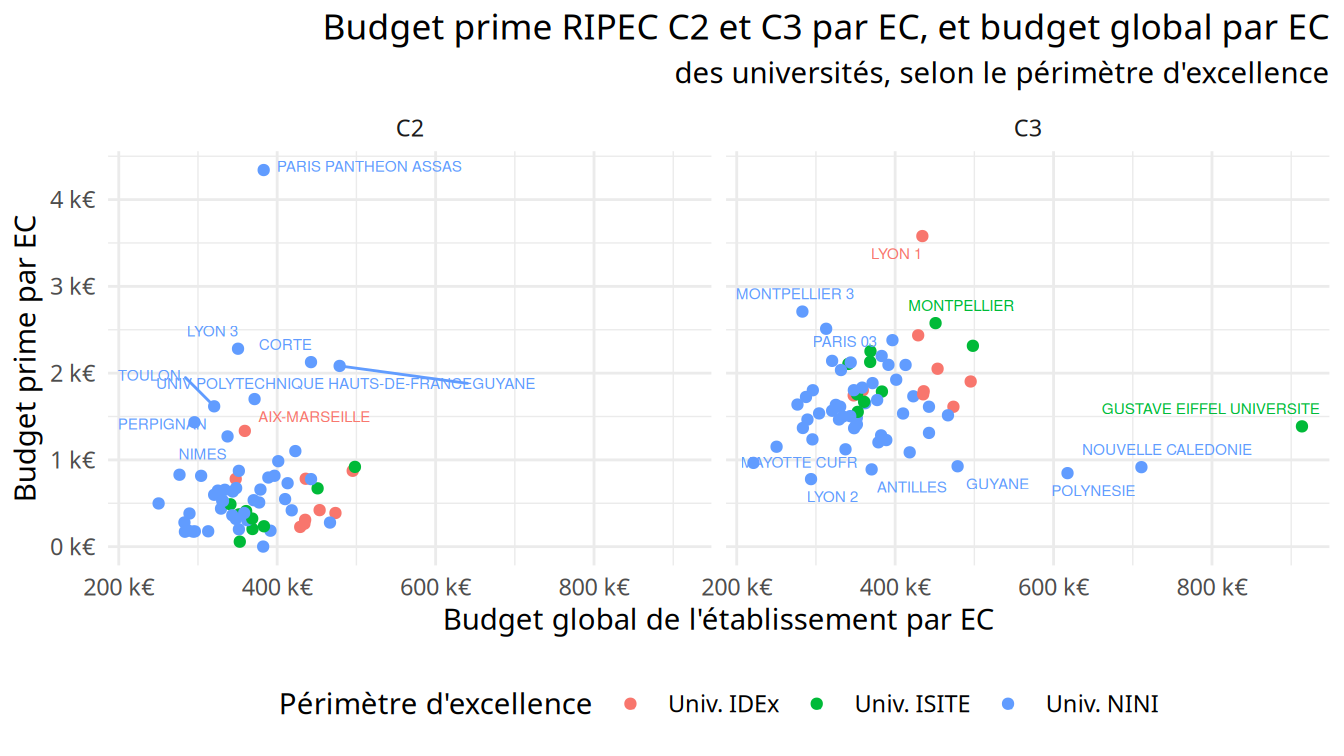 Budget prime RIPEC C2 et C3 par EC, et budget global par EC
des universités, selon le périmètre d'excellence
C2
C3
Budget prime par EC
4 k€
3 k€
2 k€
1 k€
0 k€
PARIS PANTHEON ASSAS
LYON 3
CORTE
TOULON
UNIV.POLYTECHNIQUE HAUTS-DE-FRANCE
GUYANE
AIX-MARSEILLE
PERPIGNAN
NIMES
LYON 1
MONTPELLIER 3
MONTPELLIER
PARIS 03
GUSTAVE EIFFEL UNIVERSITE
NOUVELLE CALEDONIE
MAYOTTE CUFR
LYON 2
ANTILLES
GUYANE
POLYNESIE
200 k€ 400 k€ 600 k€ 800 k€
200 k€ 400 k€ 600 k€ 800 k€
Budget global de l'établissement par EC
Périmètre d'excellence Univ. IDEx Univ. ISITE Univ. NINI